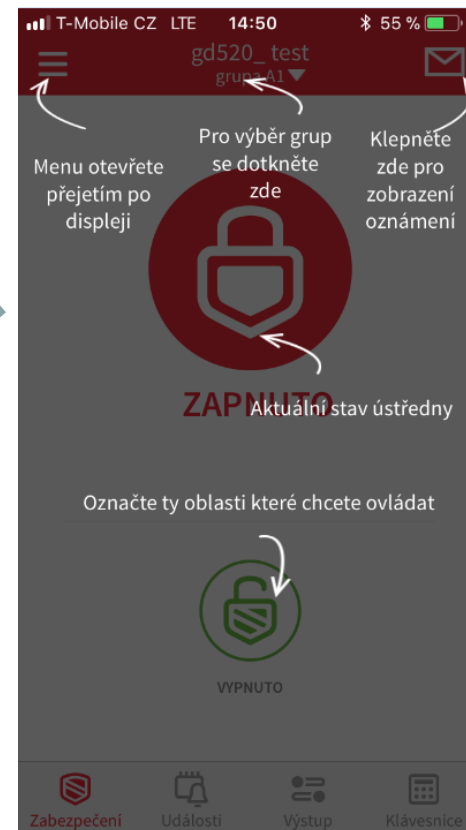 T-Mobile CZ LTE 14:50 55 %
gd520_ test
grupa A1
Menu otevřete
přejetím po
displeji
Pro výběr grup
se dotkněte
zde
Klepněte
zde pro
zobrazení
oznámení
ZAPNUTO
Aktuální stav ústředny
Označte ty oblasti které chcete ovládat
VYPNUTO
Zabezpečení Události Výstup Klávesnice